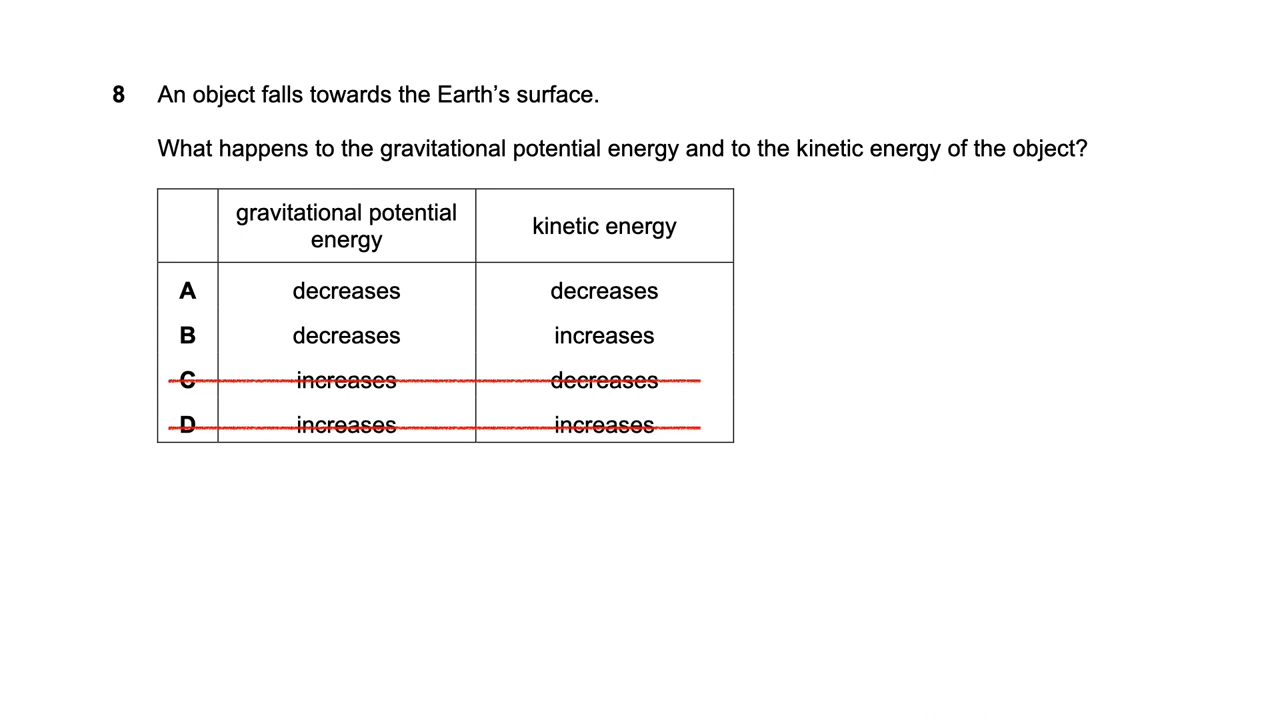 8 An object falls towards the Earth’s surface.
What happens to the gravitational potential energy and to the kinetic energy of the object?
gravitational potential
energy
kinetic energy
A decreases decreases
B decreases increases
C increases decreases
D increases increases